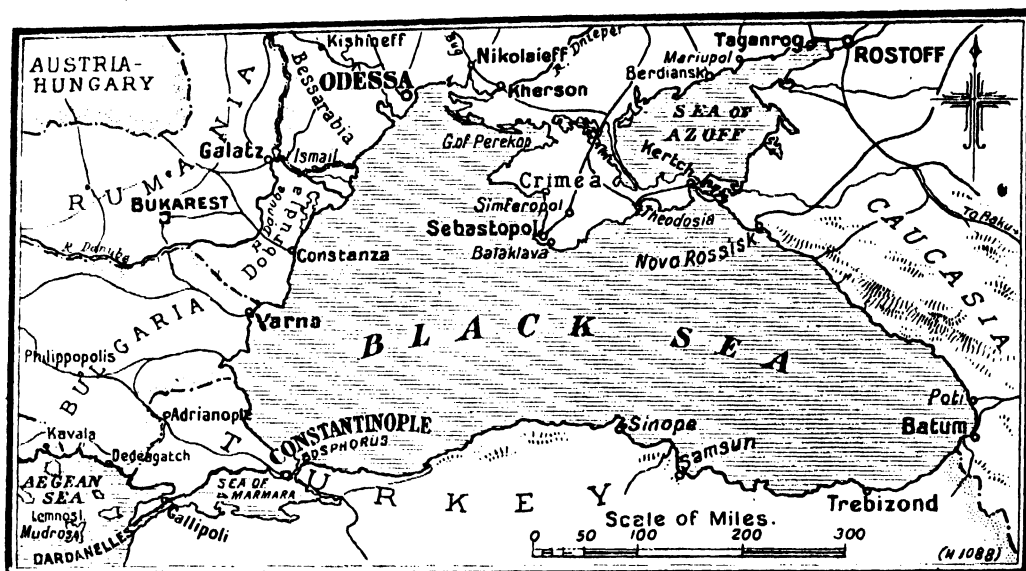 AUSTRIA-
HUNGARY
Kishineff
Bug
Nikolaieff
Dnieper
Taganrog
ROSTOFF
Mariupol
Berdiansk
ODESSA
Bessarabia
Kherson
SEA OF
AZOFF
G. of Perekop
Galatz
Ismail
Kertch
RUMANIA
BUKAREST
R. Danube
Dobrudja
R. Danube
Crimea
Simferopol
Theodosia
Sebastopol
Balaklava
Novo Rossisk
To Baku
CAUCASIA
Constanza
BULGARIA
Varna
BLACK SEA
Philippopolis
Adrianople
Kavala
Dedeagatch
CONSTANTINOPLE
BOSPHORUS
Sinope
Samsun
Poti
Batum
Trebizond
AEGEAN
SEA
SEA OF
MARMARA
TURKEY
Lemnos
Mudros
Gallipoli
DARDANELLES
Scale of Miles.
0 50 100 200 300
(M 1088)